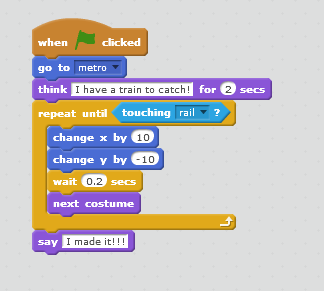 when clicked
go to metro
think I have a train to catch! for 2 secs
repeat until touching rail ?
change x by 10
change y by -10
wait 0.2 secs
next costume
say I made it!!!